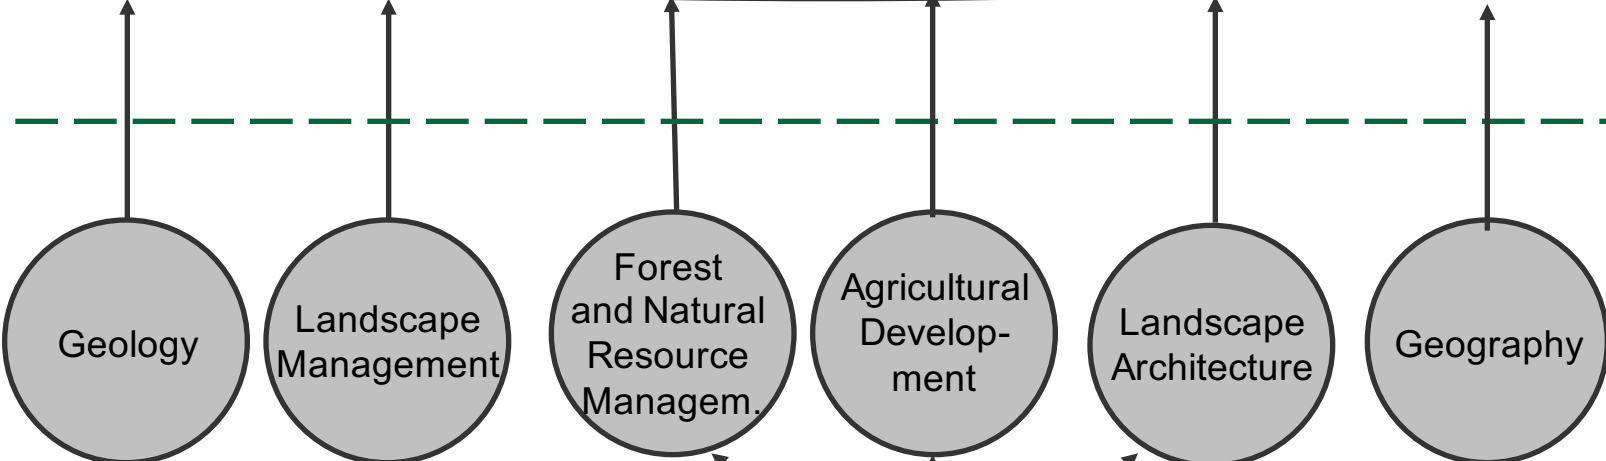 Geology
Landscape
Management
Forest
and Natural
Resource
Managem.
Agricultural
Develop-
ment
Landscape
Architecture
Geography